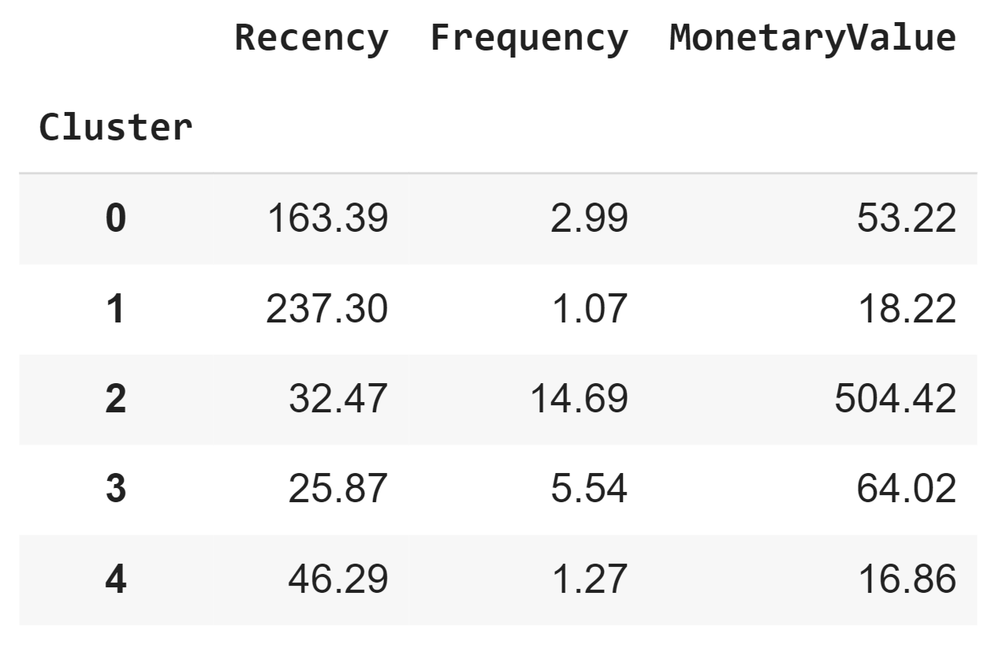 Recency Frequency MonetaryValue
Cluster
0 163.39 2.99 53.22
1 237.30 1.07 18.22
2 32.47 14.69 504.42
3 25.87 5.54 64.02
4 46.29 1.27 16.86